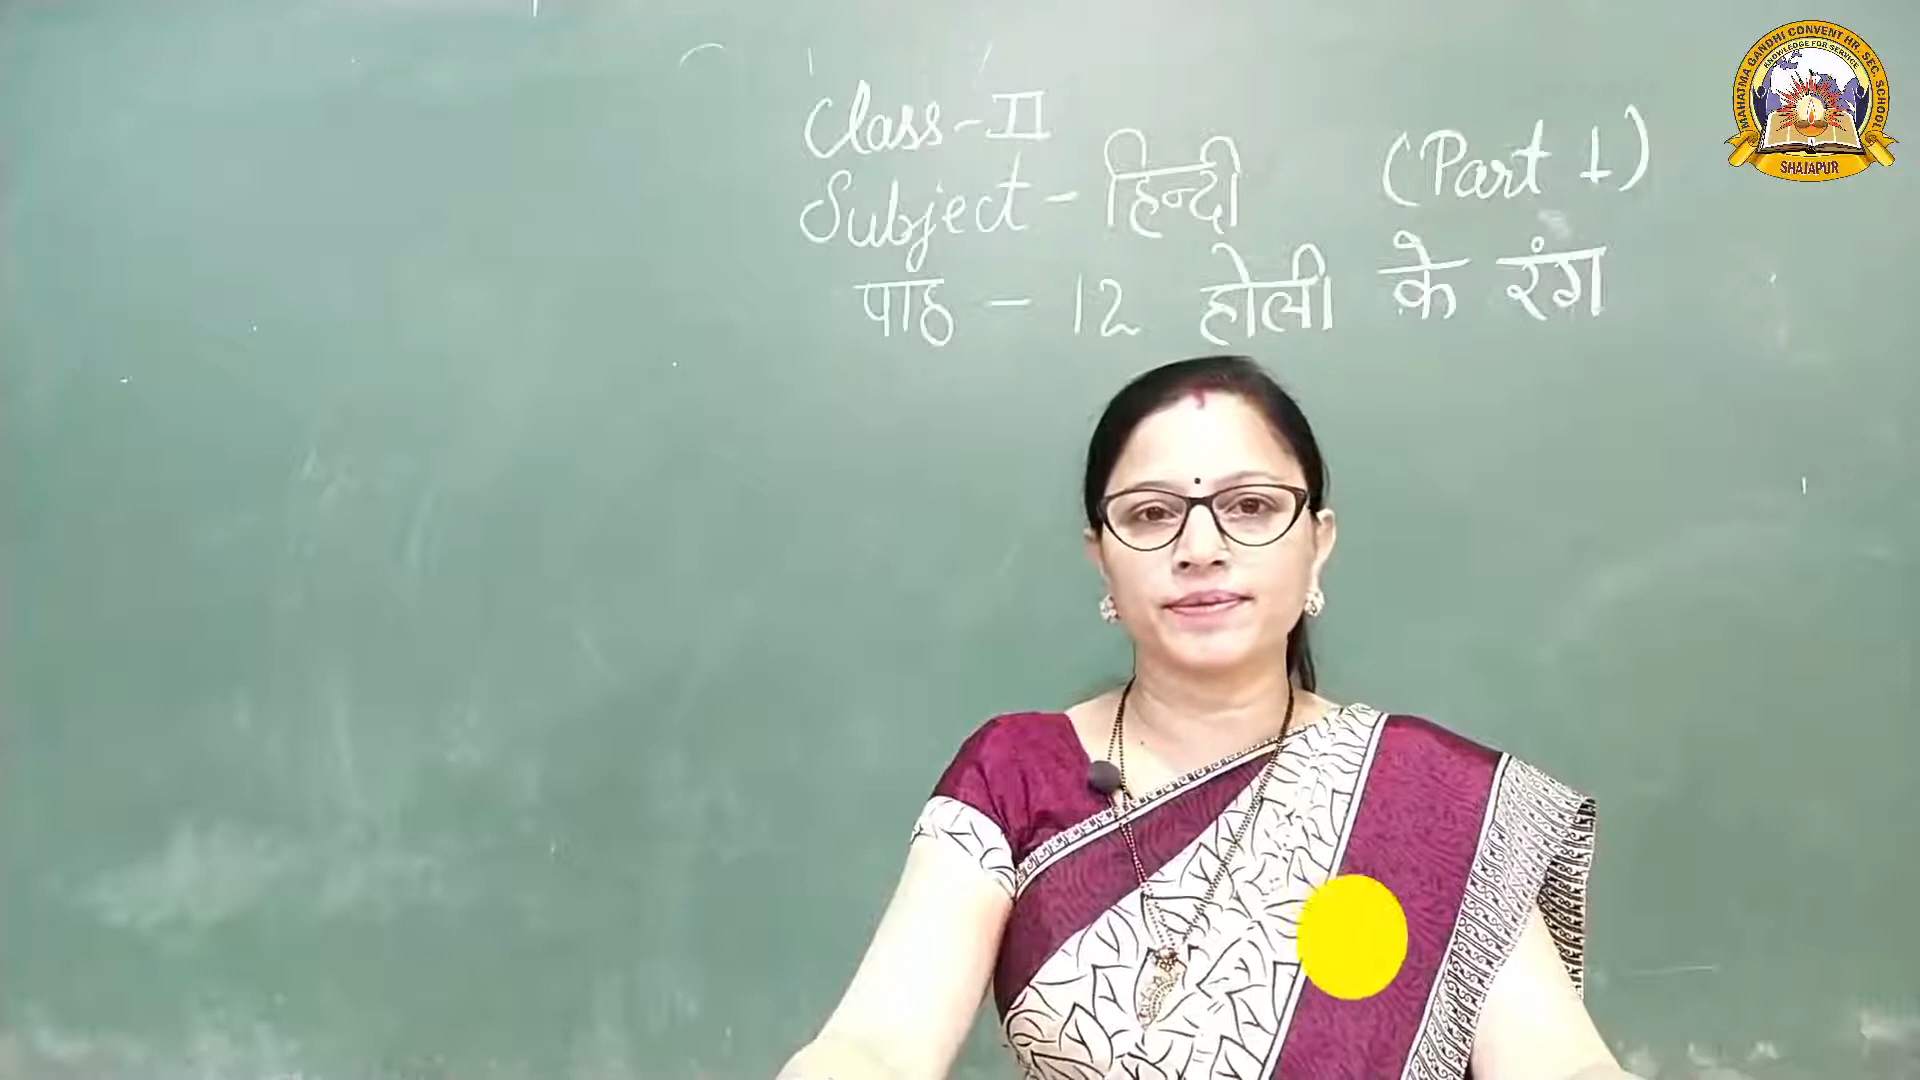 Class-II
Subject - हिन्दी (Part 1)
पाठ - 12 होली के रंग
MAHATMA GANDHI CONVENT HR. SEC. SCHOOL
KNOWLEDGE FOR SERVICE
SHAJAPUR